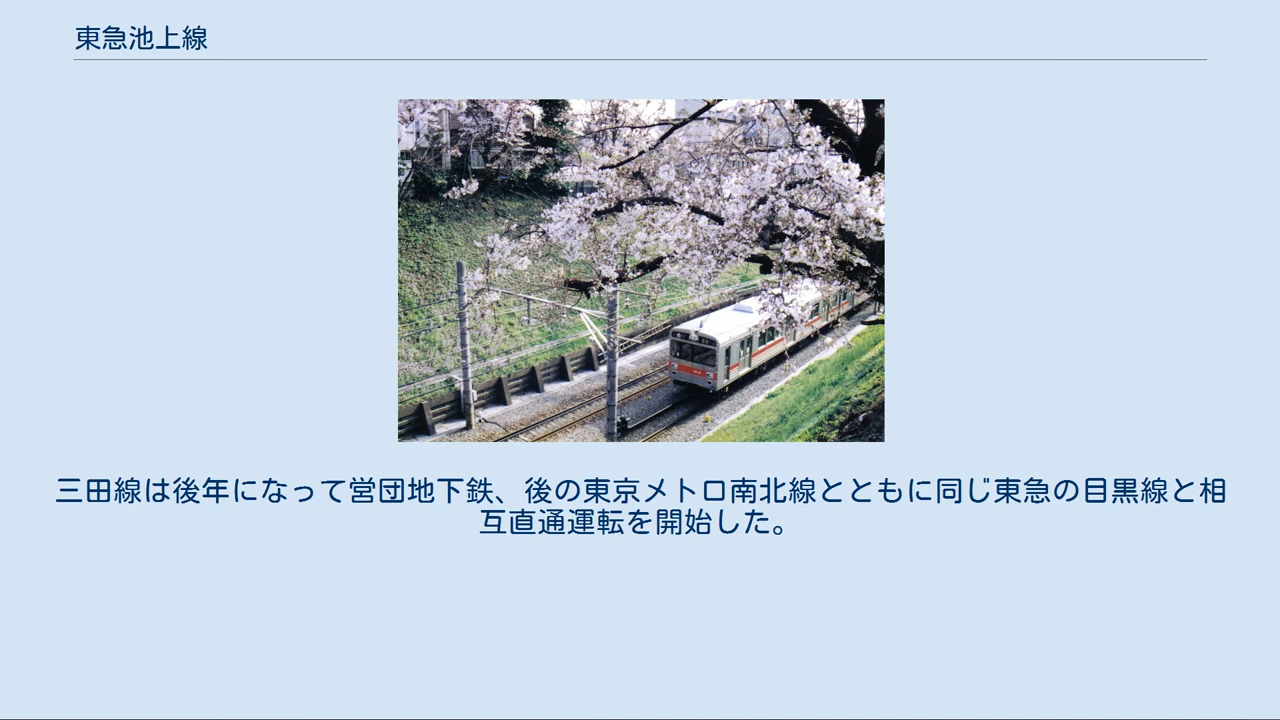 東急池上線
三田線は後年になって営団地下鉄、後の東京メトロ南北線とともに同じ東急の目黒線と相
互直通運転を開始した。